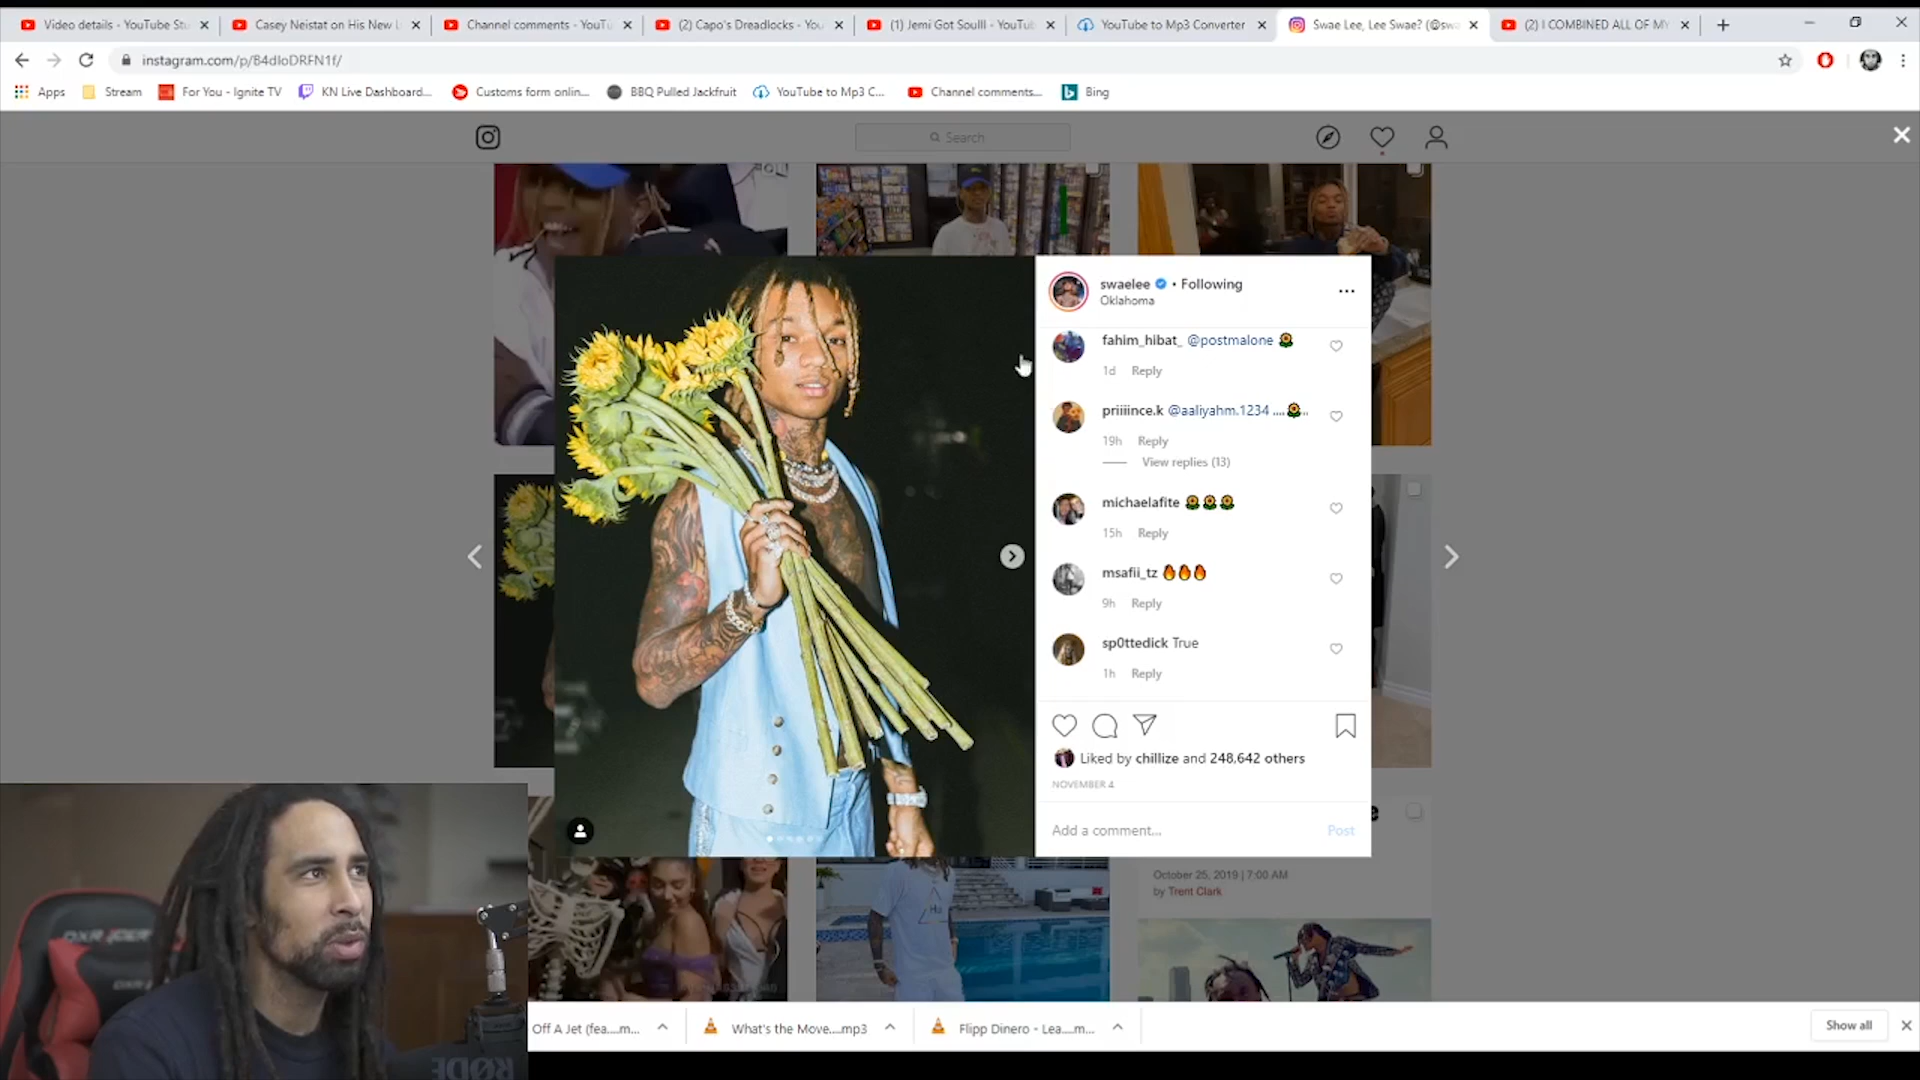 Video details - YouTube Stu
Casey Neistat on His New L
Channel comments - YouTu
(2) Capo's Dreadlocks - You
(1) Jemi Got Soulll - YouTub
YouTube to Mp3 Converter
Swae Lee, Lee Swae? (@swa
(2) I COMBINED ALL OF MY
instagram.com/p/B4dIoDRFN1f/
Apps
Stream
For You - Ignite TV
KN Live Dashboard...
Customs form onlin...
BBQ Pulled Jackfruit
YouTube to Mp3 C...
Channel comments...
Bing
Search
swaelee • Following
Oklahoma
fahim_hibat_ @postmalone 🌻
1d Reply
priiiince.k @aaliyahm.1234 ....🌻..
19h Reply
View replies (13)
michaelafite 🌻🌻🌻
15h Reply
msafii_tz 🔥🔥🔥
9h Reply
sp0ttedick True
1h Reply
Liked by chillize and 248,642 others
NOVEMBER 4
Add a comment...
Post
October 25, 2019 | 7:00 AM
by Trent Clark
Off A Jet (fea....m...
What's the Move....mp3
Flipp Dinero - Lea....m...
Show all
RØDE